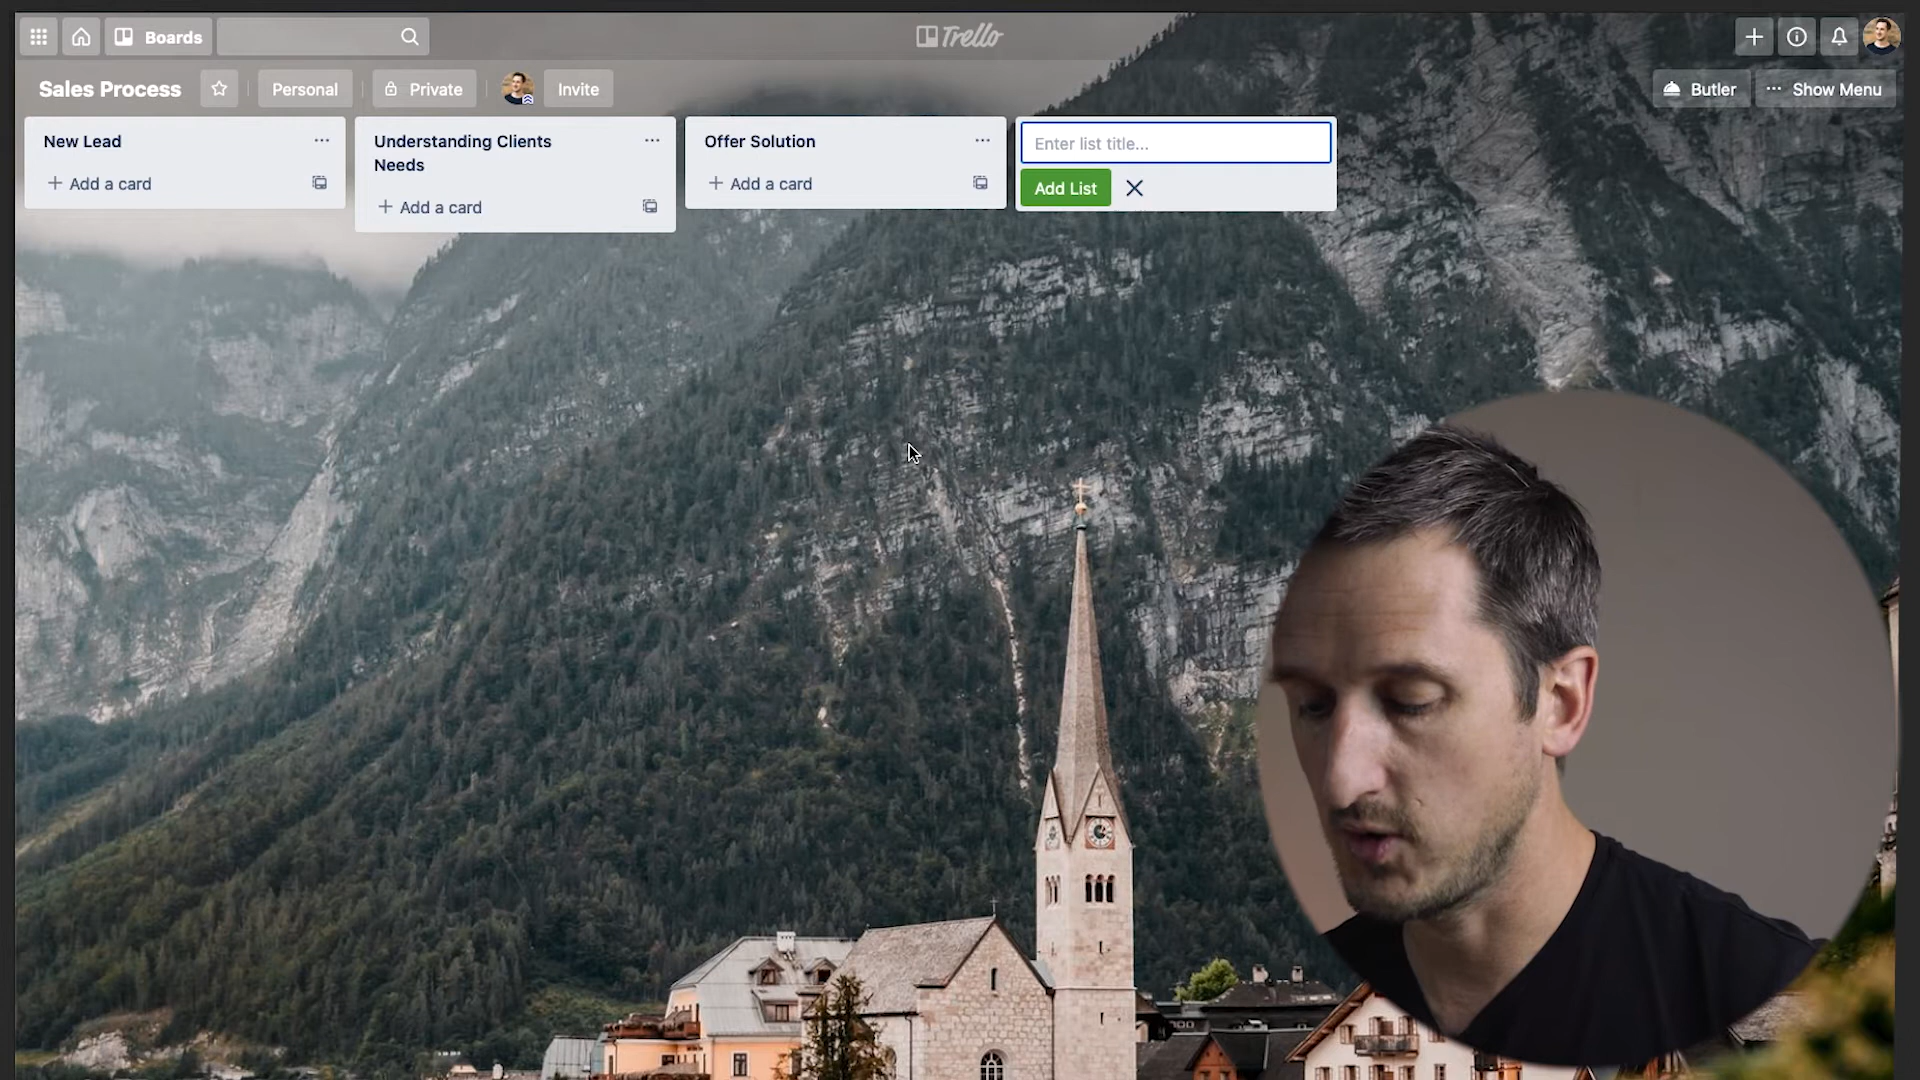 Boards
Trello
Sales Process
Personal
Private
Invite
Butler
··· Show Menu
New Lead
+ Add a card
Understanding Clients
Needs
+ Add a card
Offer Solution
+ Add a card
Enter list title...
Add List